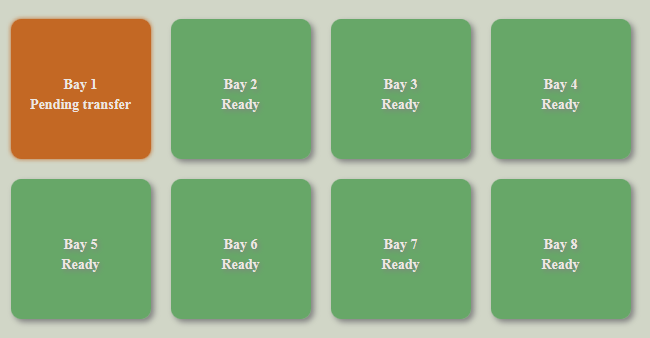 Bay 1
Pending transfer
Bay 2
Ready
Bay 3
Ready
Bay 4
Ready
Bay 5
Ready
Bay 6
Ready
Bay 7
Ready
Bay 8
Ready